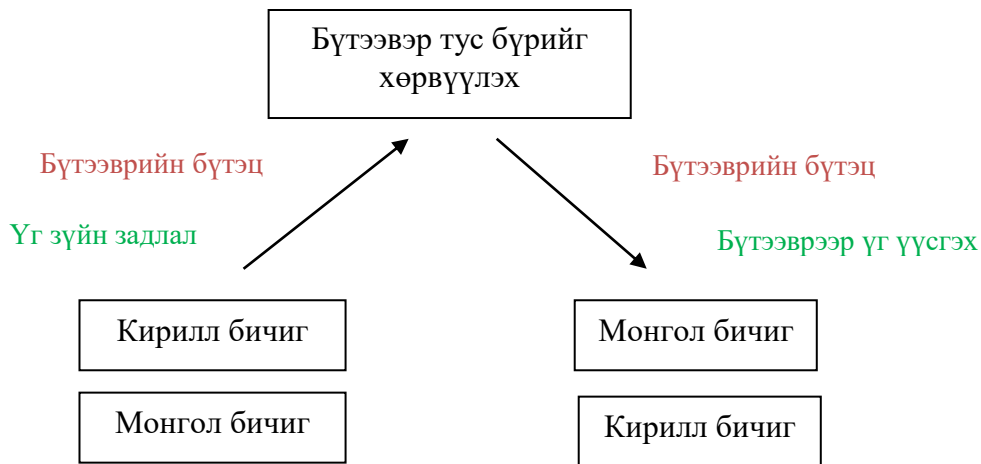 Бүтээвэр тус бүрийг
хөрвүүлэх
Бүтээврийн бүтэц
Бүтээврийн бүтэц
Үг зүйн задлал
Бүтээврээр үг үүсгэх
Кирилл бичиг
Монгол бичиг
Монгол бичиг
Кирилл бичиг